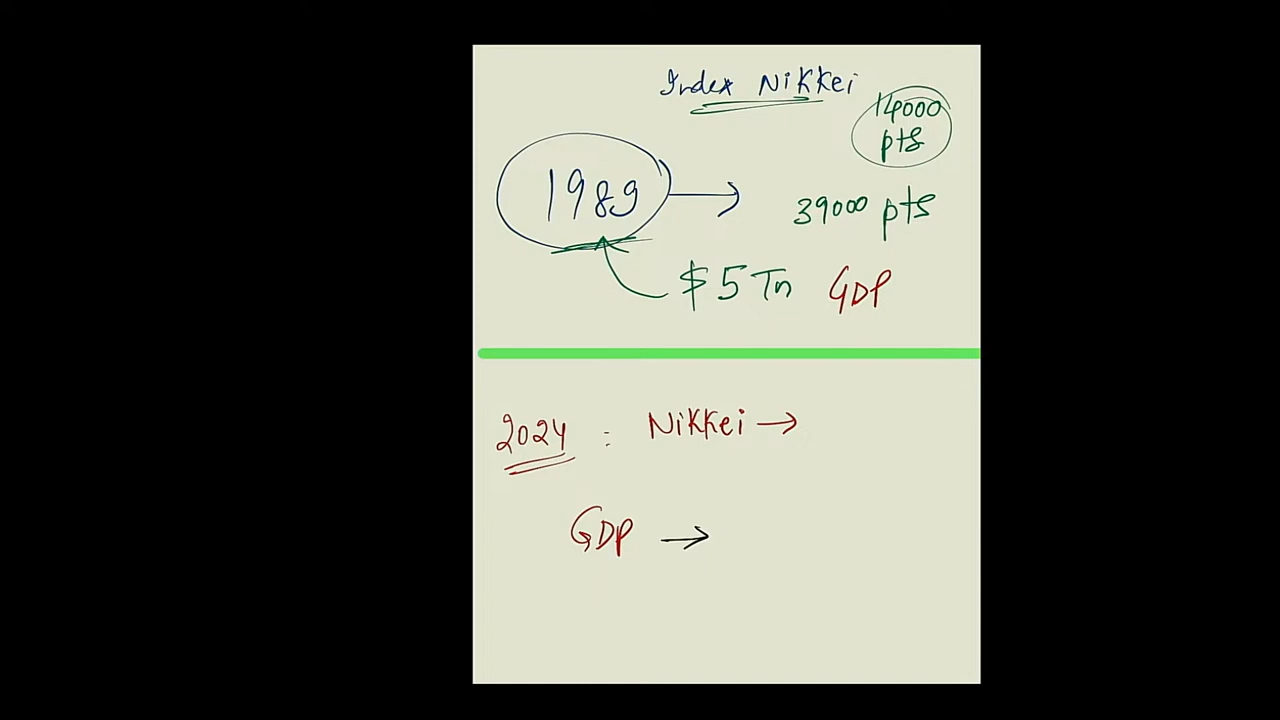 Index Nikkei
14000
pts
1989 → 39000 pts
$5 Tn GDP
2024 : Nikkei →
GDP →